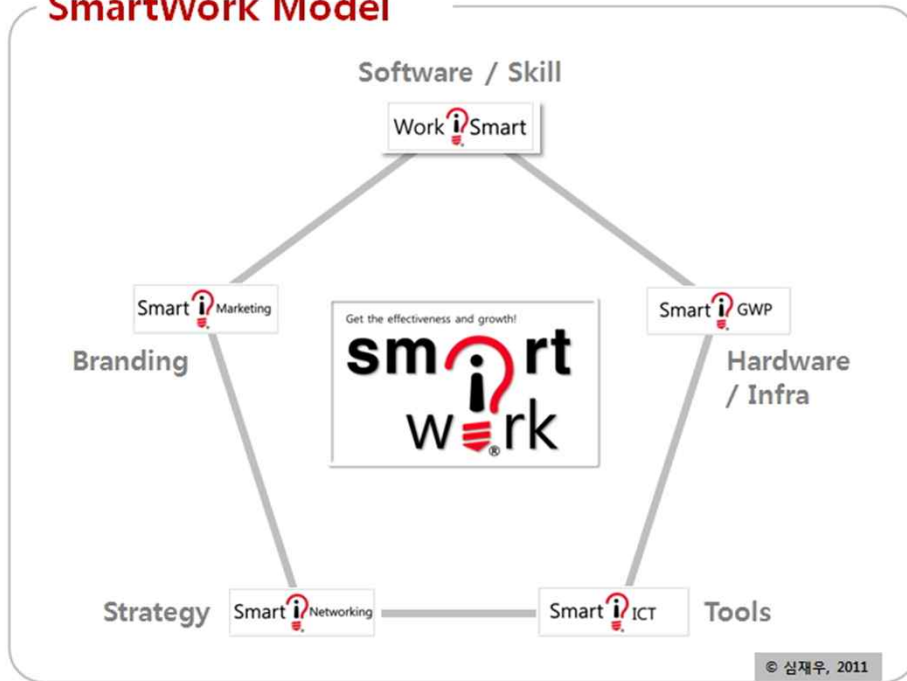 SmartWork Model
Software / Skill
Work i Smart
Smart i Marketing
Smart i GWP
Branding
Get the effectiveness and growth!
smart
work
®
Hardware
/ Infra
Strategy
Smart i Networking
Smart i ICT
Tools
© 심재우, 2011